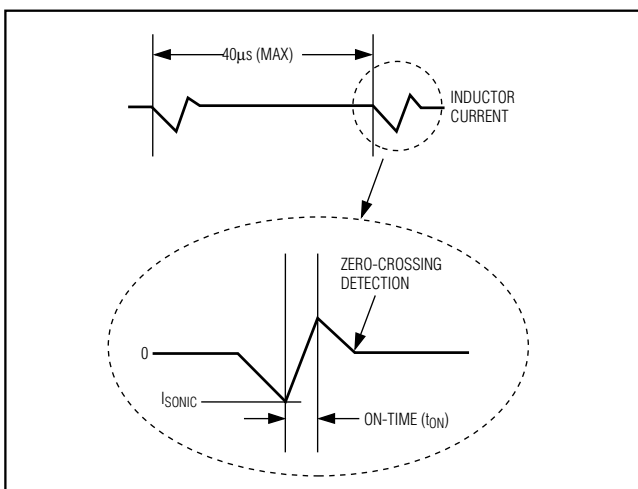 40μs (MAX)
INDUCTOR
CURRENT
ZERO-CROSSING
DETECTION
0
ISONIC
ON-TIME (tON)